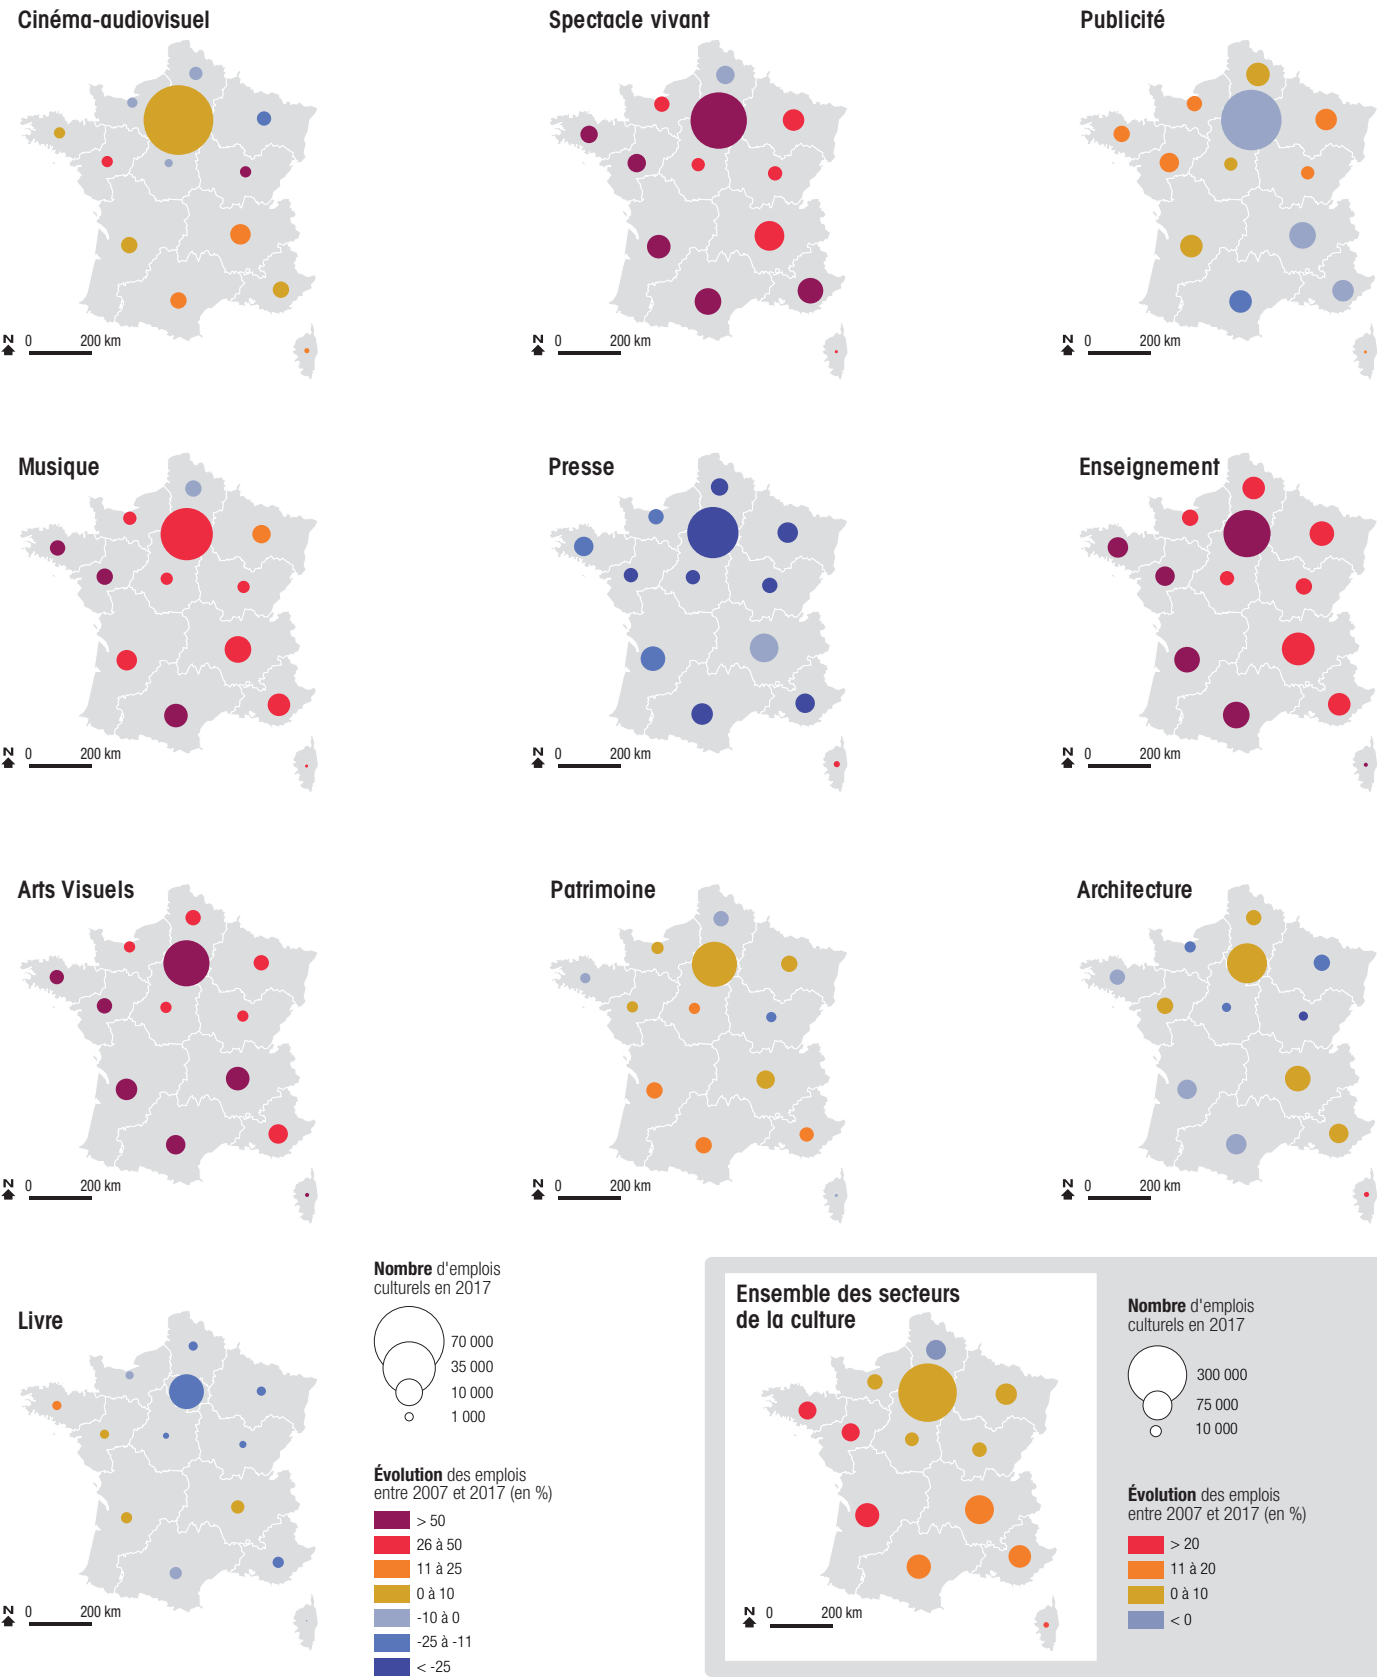 Cinéma-audiovisuel
N 0 200 km
Spectacle vivant
N 0 200 km
Publicité
N 0 200 km
Musique
N 0 200 km
Presse
N 0 200 km
Enseignement
N 0 200 km
Arts Visuels
N 0 200 km
Patrimoine
N 0 200 km
Architecture
N 0 200 km
Livre
N 0 200 km
Nombre d'emplois
culturels en 2017
70 000
35 000
10 000
1 000
Évolution des emplois
entre 2007 et 2017 (en %)
> 50
26 à 50
11 à 25
0 à 10
-10 à 0
-25 à -11
< -25
Ensemble des secteurs
de la culture
N 0 200 km
Nombre d'emplois
culturels en 2017
300 000
75 000
10 000
Évolution des emplois
entre 2007 et 2017 (en %)
> 20
11 à 20
0 à 10
< 0